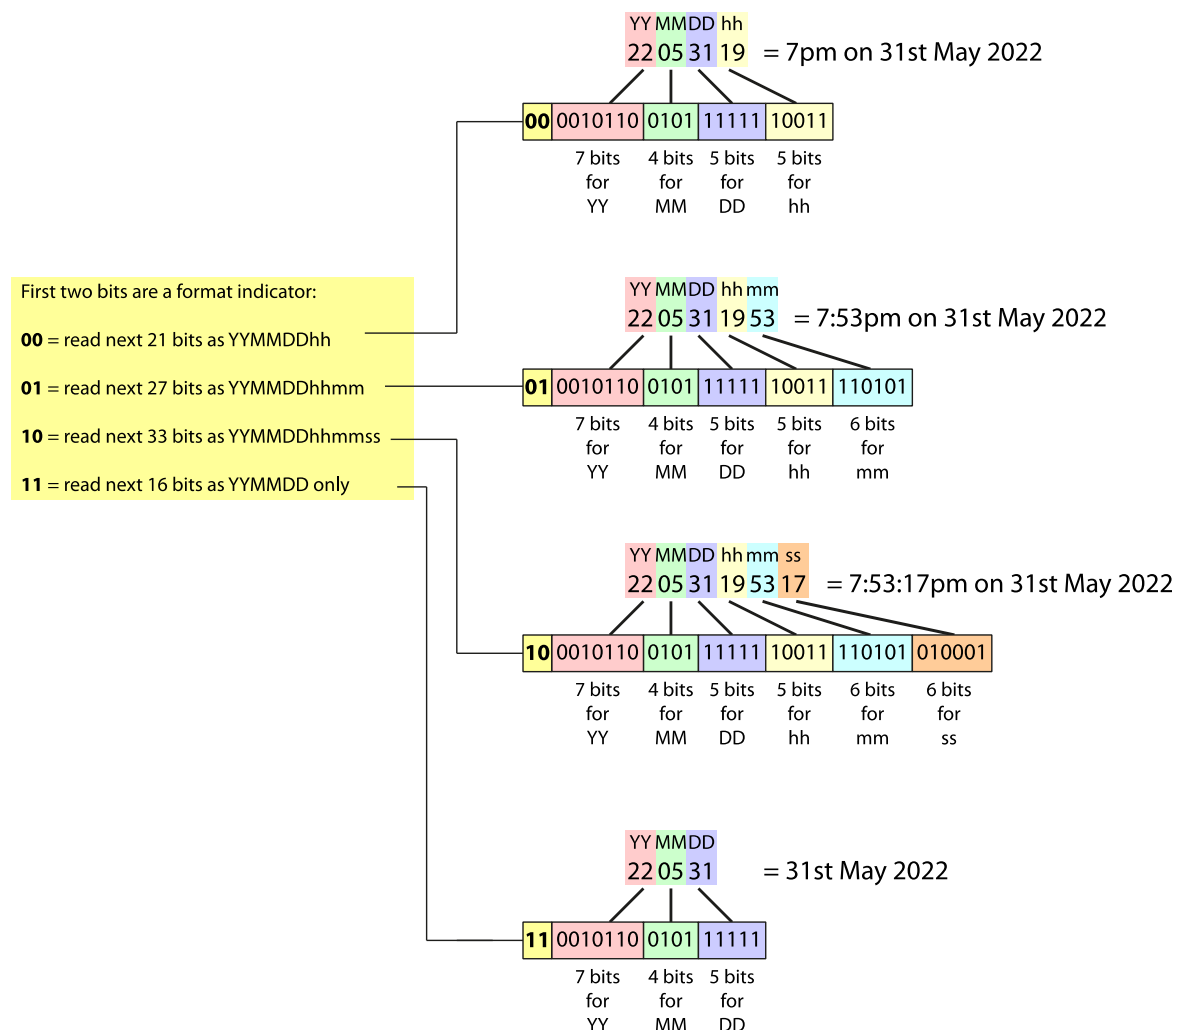 YY MM DD hh
22 05 31 19 = 7pm on 31st May 2022
00 0010110 0101 11111 10011
7 bits 4 bits 5 bits 5 bits
for for for for
YY MM DD hh
First two bits are a format indicator:
00 = read next 21 bits as YYMMDDhh
01 = read next 27 bits as YYMMDDhhmm
10 = read next 33 bits as YYMMDDhhmmss
11 = read next 16 bits as YYMMDD only
YY MM DD hh mm
22 05 31 19 53 = 7:53pm on 31st May 2022
01 0010110 0101 11111 10011 110101
7 bits 4 bits 5 bits 5 bits 6 bits
for for for for for
YY MM DD hh mm
YY MM DD hh mm ss
22 05 31 19 53 17 = 7:53:17pm on 31st May 2022
10 0010110 0101 11111 10011 110101 010001
7 bits 4 bits 5 bits 5 bits 6 bits 6 bits
for for for for for for
YY MM DD hh mm ss
YY MM DD
22 05 31 = 31st May 2022
11 0010110 0101 11111
7 bits 4 bits 5 bits
for for for
YY MM DD